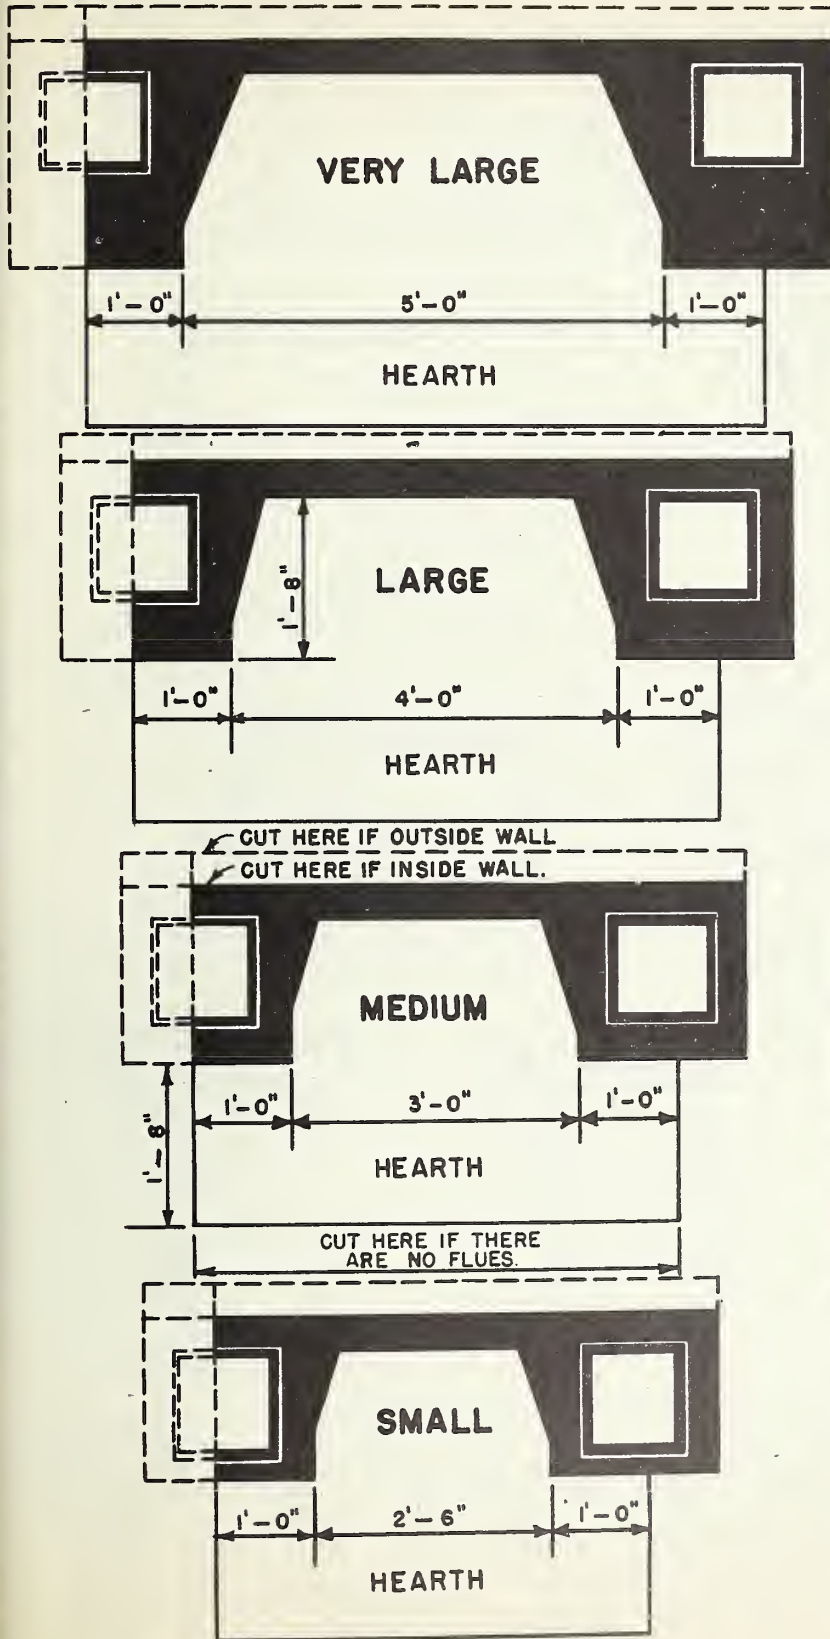 VERY LARGE
1'-0" 5'-0" 1'-0"
HEARTH
LARGE
1'-8"
1'-0" 4'-0" 1'-0"
HEARTH
CUT HERE IF OUTSIDE WALL
CUT HERE IF INSIDE WALL.
MEDIUM
1'-0" 3'-0" 1'-0"
1'-8"
HEARTH
CUT HERE IF THERE
ARE NO FLUES.
SMALL
1'-0" 2'-6" 1'-0"
HEARTH